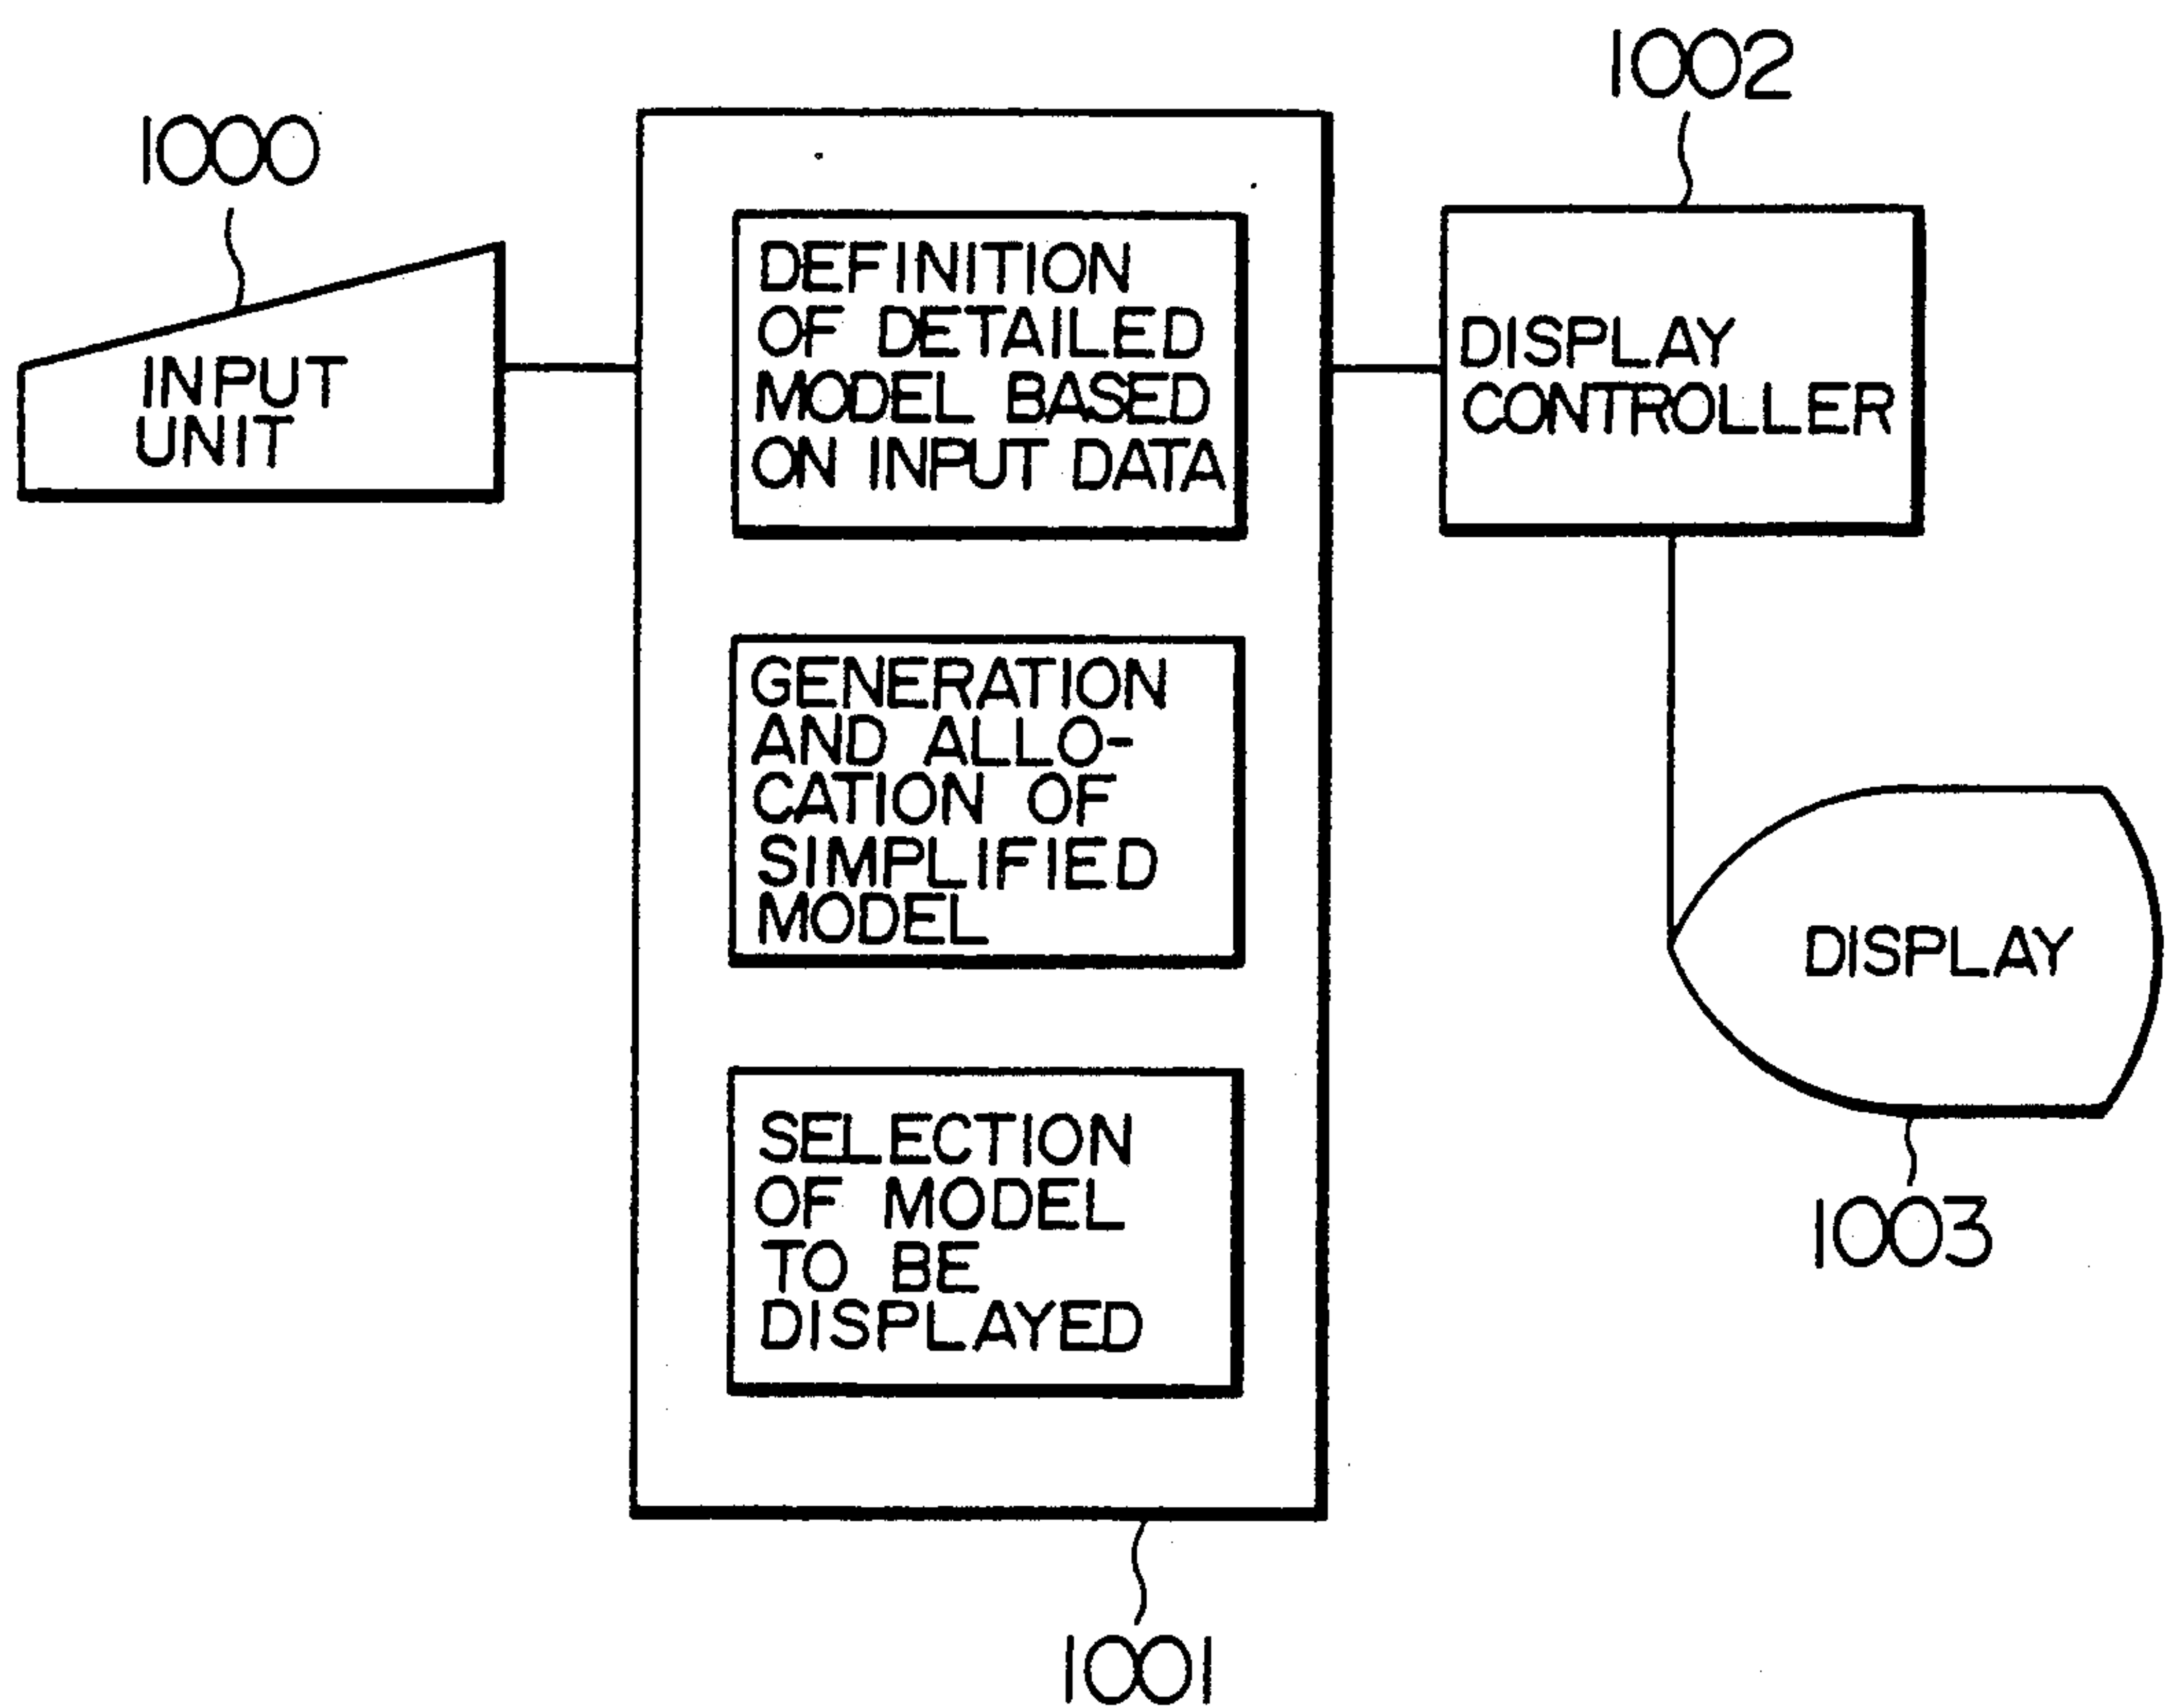 1000
INPUT
UNIT
DEFINITION
OF DETAILED
MODEL BASED
ON INPUT DATA
GENERATION
AND ALLO-
CATION OF
SIMPLIFIED
MODEL
SELECTION
OF MODEL
TO BE
DISPLAYED
1001
1002
DISPLAY
CONTROLLER
DISPLAY
1003